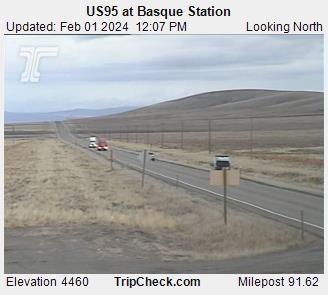 US95 at Basque Station
Updated: Feb 01 2024 12:07 PM Looking North
Elevation 4460 TripCheck.com Milepost 91.62